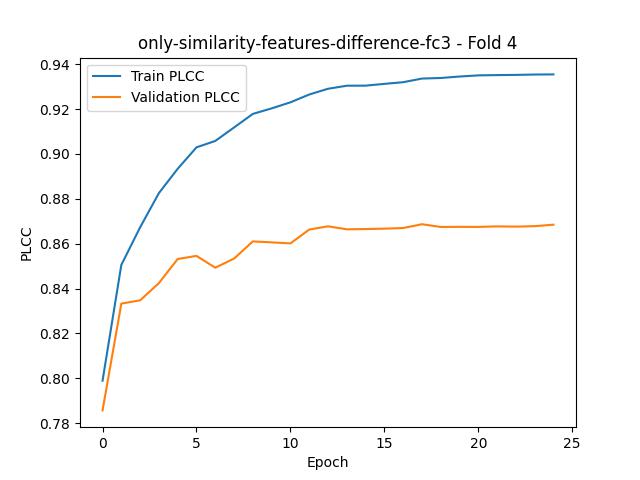 only-similarity-features-difference-fc3 - Fold 4
Train PLCC
Validation PLCC
PLCC
0.94
0.92
0.90
0.88
0.86
0.84
0.82
0.80
0.78
0 5 10 15 20 25
Epoch